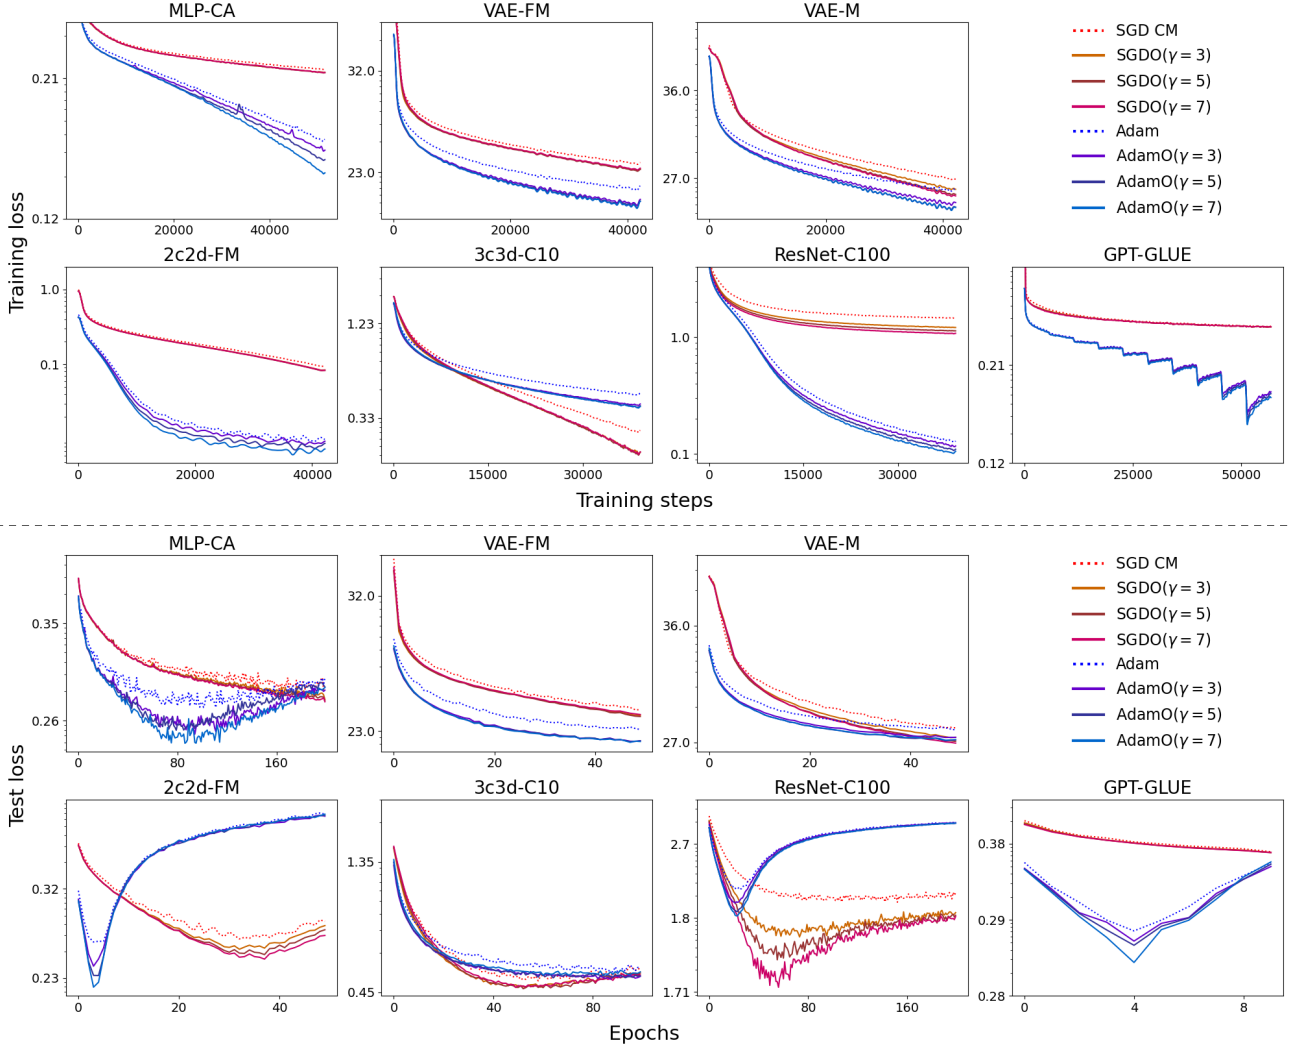 MLP-CA
VAE-FM
VAE-M
SGD CM
SGDO(γ = 3)
SGDO(γ = 5)
SGDO(γ = 7)
Adam
AdamO(γ = 3)
AdamO(γ = 5)
AdamO(γ = 7)
0.21
0.12
0 20000 40000
32.0
23.0
0 20000 40000
36.0
27.0
0 20000 40000
Training loss
2c2d-FM
3c3d-C10
ResNet-C100
GPT-GLUE
1.0
0.1
0 20000 40000
1.23
0.33
0 15000 30000
1.0
0.1
0 15000 30000
0.21
0.12
0 25000 50000
Training steps
MLP-CA
VAE-FM
VAE-M
SGD CM
SGDO(γ = 3)
SGDO(γ = 5)
SGDO(γ = 7)
Adam
AdamO(γ = 3)
AdamO(γ = 5)
AdamO(γ = 7)
0.35
0.26
0 80 160
32.0
23.0
0 20 40
36.0
27.0
0 20 40
Test loss
2c2d-FM
3c3d-C10
ResNet-C100
GPT-GLUE
0.32
0.23
0 20 40
1.35
0.45
0 40 80
2.7
1.8
1.71
0 80 160
0.38
0.29
0.28
0 4 8
Epochs